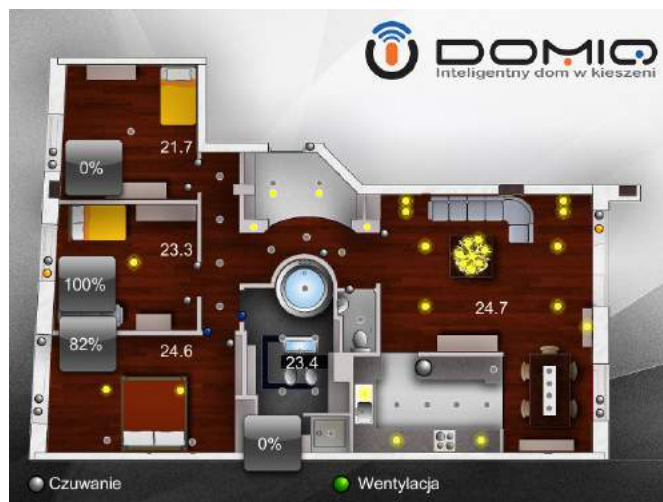 DOMIQ
Inteligentny dom w kieszeni
21.7
0%
23.3
100%
24.7
82%
24.6
23.4
0%
Czuwanie
Wentylacja